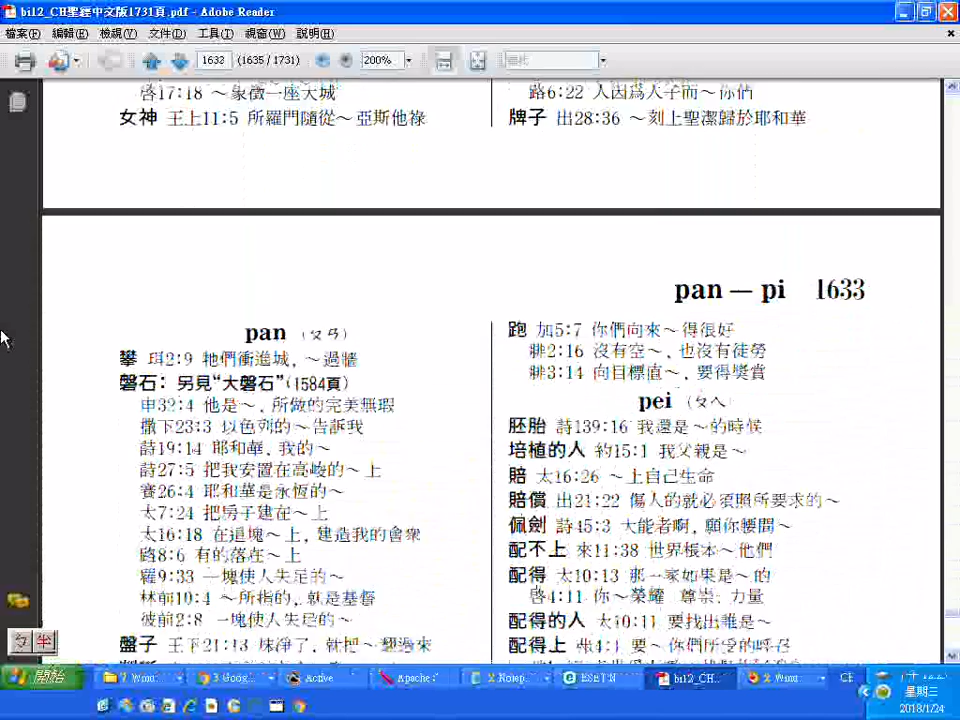 bi12_CH聖經中文版1731頁.pdf - Adobe Reader
檔案(F) 編輯(E) 檢視(V) 文件(D) 工具(T) 視窗(W) 說明(H)
1632 (1635 / 1731) 200% 尋找
啓17:18 ～象徵一座大城
女神 王上11:5 所羅門隨從～亞斯他祿
路6:22 人因爲人子而～你們
牌子 出28:36 ～刻上聖潔歸於耶和華
pan — pi 1633
pan (ㄆㄢ)
攀 珥2:9 牠們衝進城，～過牆
磐石：另見“大磐石”(1584頁)
申32:4 他是～，所做的完美無瑕
撒下23:3 以色列的～告訴我
詩19:14 耶和華，我的～
詩27:5 把我安置在高峻的～上
賽26:4 耶和華是永恆的～
太7:24 把房子建在～上
太16:18 在這塊～上，建造我的會衆
路8:6 有的落在～上
羅9:33 一塊使人失足的～
林前10:4 ～所指的，就是基督
彼前2:8 一塊使人失足的～
盤子 王下21:13 抹淨了，就把～翻過來
跑 加5:7 你們向來～得很好
腓2:16 沒有空～，也沒有徒勞
腓3:14 向目標直～，要得獎賞
pei (ㄆㄟ)
胚胎 詩139:16 我還是～的時候
培植的人 約15:1 我父親是～
賠 太16:26 ～上自己生命
賠償 出21:22 傷人的就必須照所要求的～
佩劍 詩45:3 大能者啊，願你腰間～
配不上 來11:38 世界根本～他們
配得 太10:13 那一家如果是～的
啓4:11 你～榮耀、尊崇、力量
配得的人 太10:11 要找出誰是～
配得上 弗4:1 要～你們所受的呼召
ㄅ 半
開始 7 Wind 3 Goog Active Apache 2 Notep ESET N bi12_CH... 2 Wind CH
星期三
2018/1/24